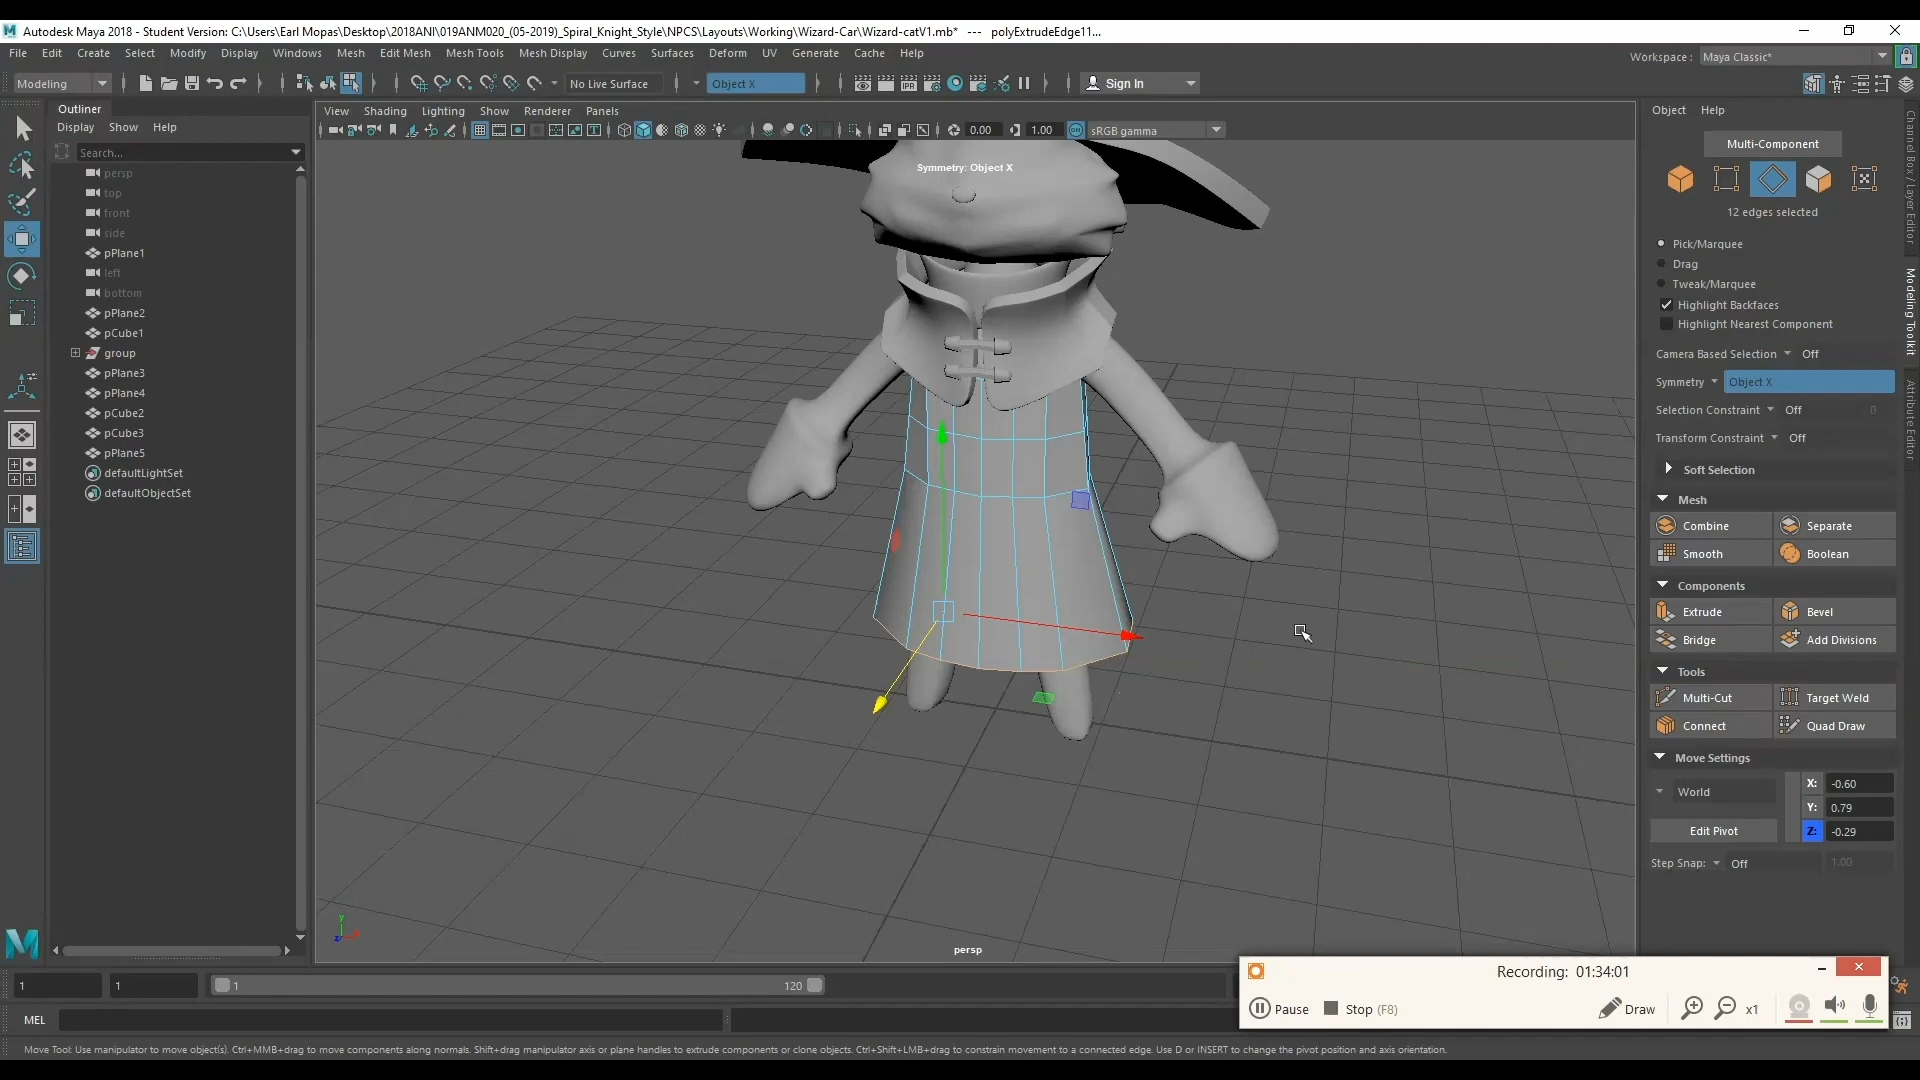 Autodesk Maya 2018 - Student Version: C:\Users\Earl Mopas\Desktop\2018ANI\019ANM020_(05-2019)_Spiral_Knight_Style\NPCS\Layouts\Working\Wizard-Car\Wizard-catV1.mb* --- polyExtrudeEdge11...
File Edit Create Select Modify Display Windows Mesh Edit Mesh Mesh Tools Mesh Display Curves Surfaces Deform UV Generate Cache Help
Workspace : Maya Classic*
Modeling No Live Surface Object X Sign In
Outliner
Display Show Help
Search...
persp
top
front
side
pPlane1
left
bottom
pPlane2
pCube1
group
pPlane3
pPlane4
pCube2
pCube3
pPlane5
defaultLightSet
defaultObjectSet
View Shading Lighting Show Renderer Panels
0.00 1.00 sRGB gamma
Symmetry: Object X
persp
Object Help
Multi-Component
12 edges selected
Pick/Marquee
Drag
Tweak/Marquee
Highlight Backfaces
Highlight Nearest Component
Camera Based Selection Off
Symmetry Object X
Selection Constraint Off 0
Transform Constraint Off
Soft Selection
Mesh
Combine Separate
Smooth Boolean
Components
Extrude Bevel
Bridge Add Divisions
Tools
Multi-Cut Target Weld
Connect Quad Draw
Move Settings
World X: -0.60
Y: 0.79
Edit Pivot Z: -0.29
Step Snap: Off 1.00
Channel Box / Layer Editor
Modeling Toolkit
Attribute Editor
1 1 1 120
MEL
Recording: 01:34:01
Pause Stop (F8) Draw x1
Move Tool: Use manipulator to move object(s). Ctrl+MMB+drag to move components along normals. Shift+drag manipulator axis or plane handles to extrude components or clone objects. Ctrl+Shift+LMB+drag to constrain movement to a connected edge. Use D or INSERT to change the pivot position and axis orientation.